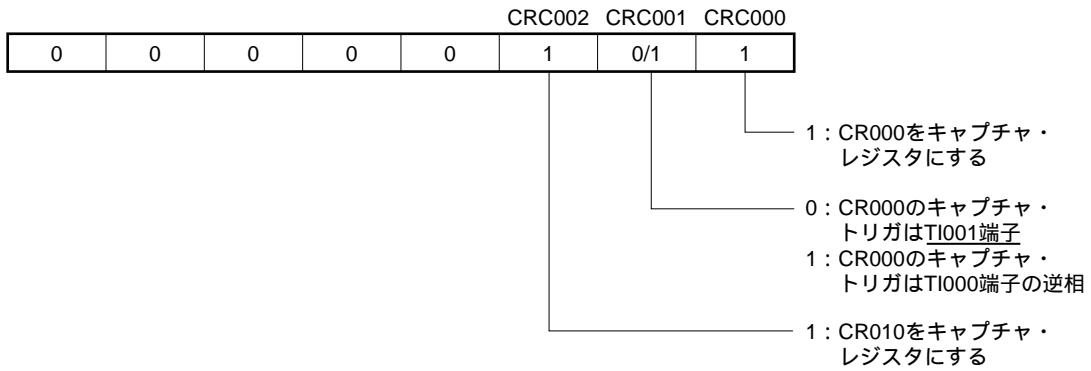 CRC002 CRC001 CRC000
0 0 0 0 0 1 0/1 1
1：CR000をキャプチャ・
レジスタにする
0：CR000のキャプチャ・
トリガはTI001端子
1：CR000のキャプチャ・
トリガはTI000端子の逆相
1：CR010をキャプチャ・
レジスタにする